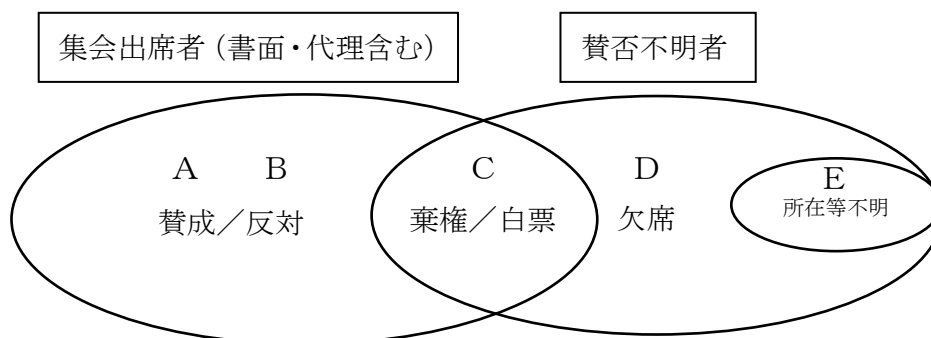 集会出席者（書面・代理含む）
賛否不明者
A B
C
D
E
賛成／反対
棄権／白票
欠席
所在等不明